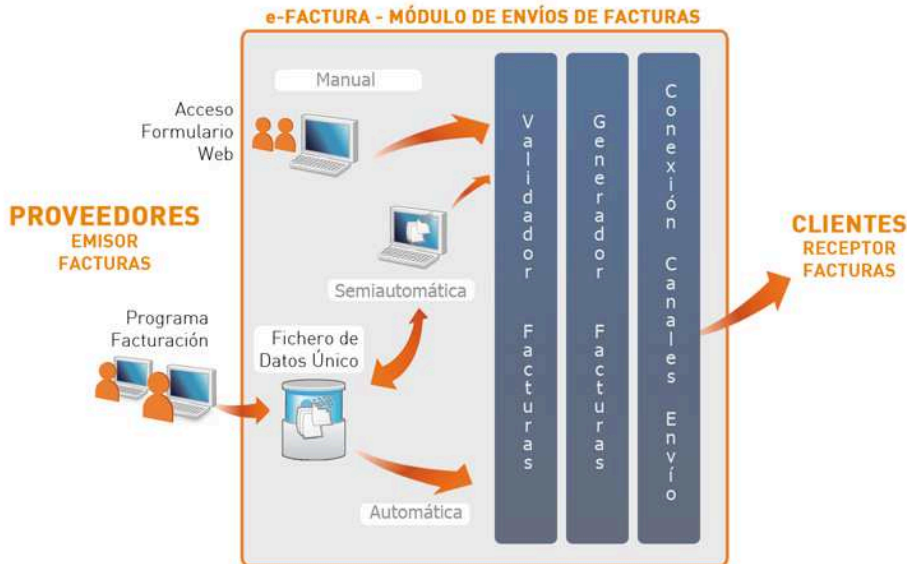 e-FACTURA - MÓDULO DE ENVÍOS DE FACTURAS
Manual
Acceso
Formulario
Web
PROVEEDORES
EMISOR
FACTURAS
Semiautomática
Programa
Facturación
Fichero de
Datos Único
Automática
Validador Facturas
Generador Facturas
Conexión Canales Envío
CLIENTES
RECEPTOR
FACTURAS